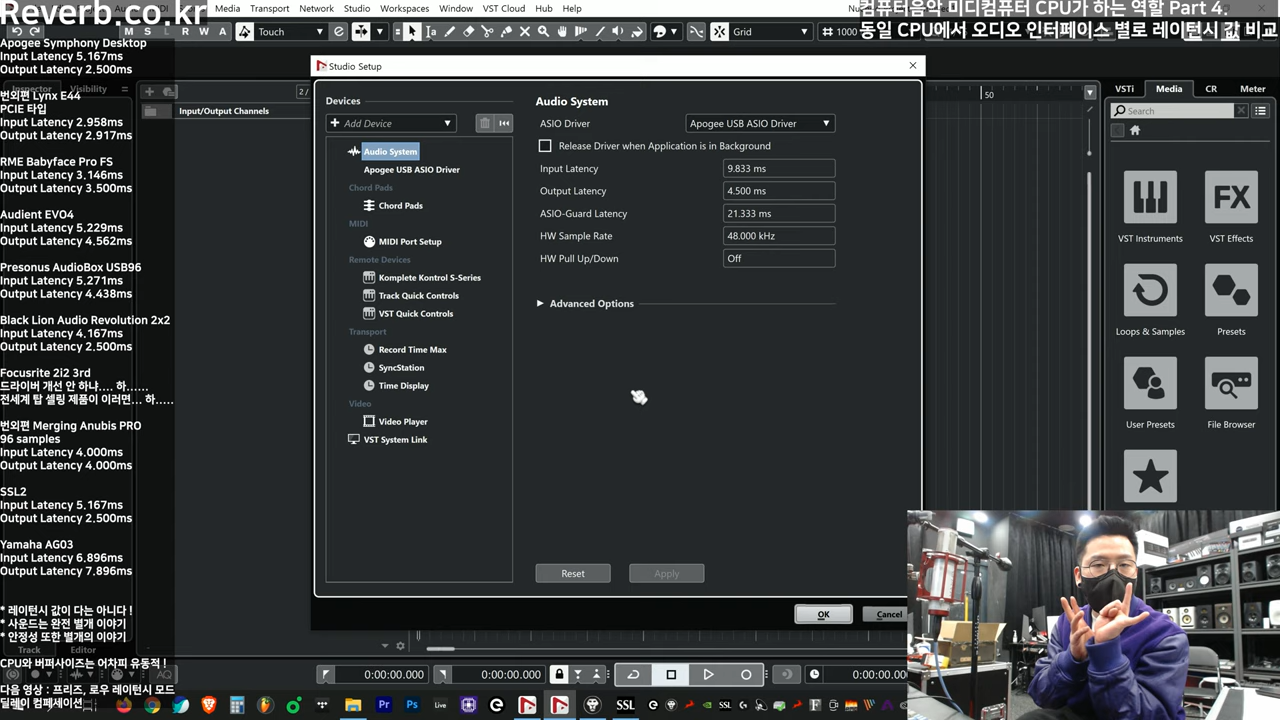 Reverb.co.kr
Media Transport Network Studio Workspaces Window VST Cloud Hub Help
컴퓨터음악 미디컴퓨터 CPU가 하는 역할 Part 4.
동일 CPU에서 오디오 인터페이스 별로 레이턴시 값 비교
M S L R W A Touch Grid 1000
Apogee Symphony Desktop
Input Latency 5.167ms
Output Latency 2.500ms
번외편 Lynx E44
PCIE 타입
Input Latency 2.958ms
Output Latency 2.917ms
RME Babyface Pro FS
Input Latency 3.146ms
Output Latency 3.500ms
Audient EVO4
Input Latency 5.229ms
Output Latency 4.562ms
Presonus AudioBox USB96
Input Latency 5.271ms
Output Latency 4.438ms
Black Lion Audio Revolution 2x2
Input Latency 4.167ms
Output Latency 2.500ms
Focusrite 2i2 3rd
드라이버 개선 안 하냐.... 하......
전세계 탑 셀링 제품이 이러면... 하.....
번외편 Merging Anubis PRO
96 samples
Input Latency 4.000ms
Output Latency 4.000ms
SSL2
Input Latency 5.167ms
Output Latency 2.500ms
Yamaha AG03
Input Latency 6.896ms
Output Latency 7.896ms
* 레이턴시 값이 다는 아니다 !
* 사운드는 완전 별개 이야기
* 안정성 또한 별개의 이야기
CPU와 버퍼사이즈는 어차피 유동적 !
다음 영상 : 프리즈, 로우 레이턴시 모드
딜레이 컴페세이션
Inspector Visibility
Input/Output Channels
2 /
50
Track Editor
Studio Setup
Devices
Add Device
Audio System
Apogee USB ASIO Driver
Chord Pads
Chord Pads
MIDI
MIDI Port Setup
Remote Devices
Komplete Kontrol S-Series
Track Quick Controls
VST Quick Controls
Transport
Record Time Max
SyncStation
Time Display
Video
Video Player
VST System Link
Audio System
ASIO Driver Apogee USB ASIO Driver
Release Driver when Application is in Background
Input Latency 9.833 ms
Output Latency 4.500 ms
ASIO-Guard Latency 21.333 ms
HW Sample Rate 48.000 kHz
HW Pull Up/Down Off
Advanced Options
Reset Apply
OK Cancel
VSTi Media CR Meter
Search
VST Instruments VST Effects
Loops & Samples Presets
User Presets File Browser
AQ 0:00:00.000 0:00:00.000 0:00:00.00
Pr Ps Live SSL